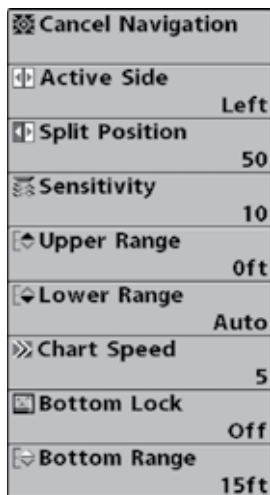 Cancel Navigation
Active Side
Left
Split Position
50
Sensitivity
10
Upper Range
0ft
Lower Range
Auto
Chart Speed
5
Bottom Lock
Off
Bottom Range
15ft